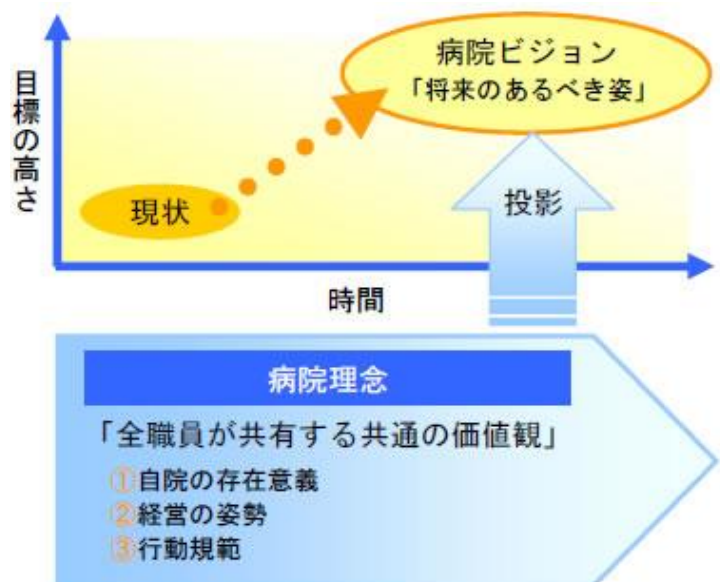 目標の高さ
病院ビジョン
「将来のあるべき姿」
現状
投影
時間
病院理念
「全職員が共有する共通の価値観」
①自院の存在意義
②経営の姿勢
③行動規範